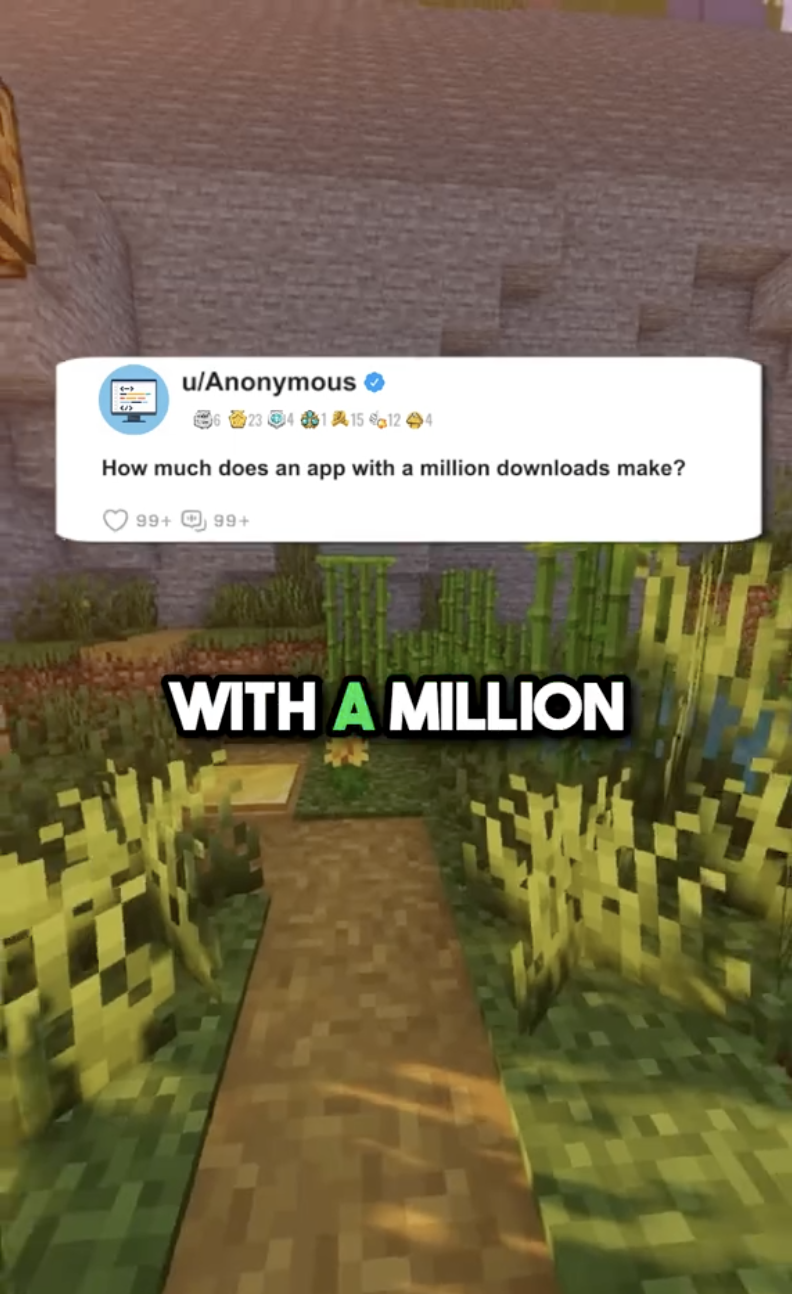 u/Anonymous
6 23 4 1 15 12 4
How much does an app with a million downloads make?
99+ 99+
WITH A MILLION